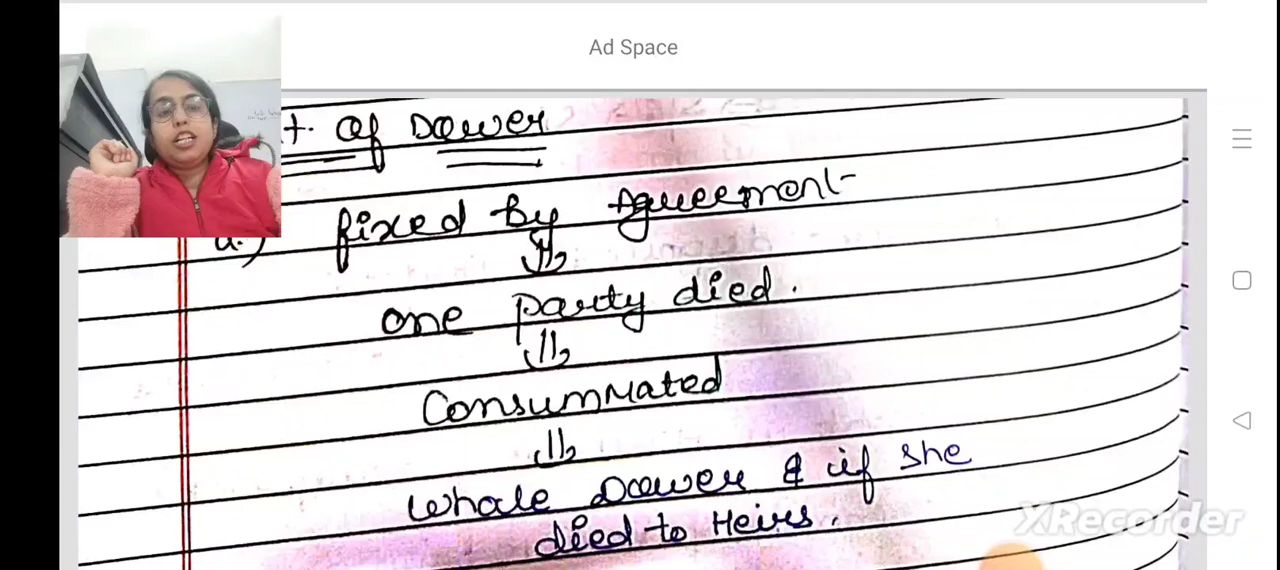 Ad Space
t. of Dower
a.) fixed by Agreement
one party died.
Consummated
whole Dower & if she
died to Heirs.
XRecorder